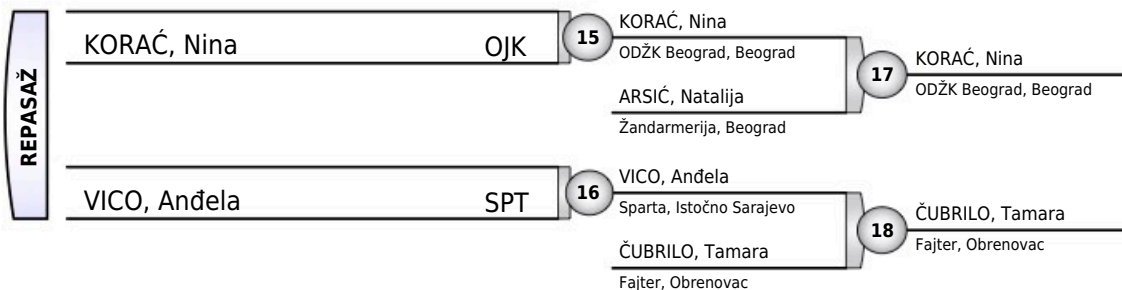 REPASAŽ
KORAĆ, Nina OJK
15
KORAĆ, Nina
ODŽK Beograd, Beograd
ARSIĆ, Natalija
Žandarmerija, Beograd
17
KORAĆ, Nina
ODŽK Beograd, Beograd
VICO, Anđela SPT
16
VICO, Anđela
Sparta, Istočno Sarajevo
ČUBRILO, Tamara
Fajter, Obrenovac
18
ČUBRILO, Tamara
Fajter, Obrenovac